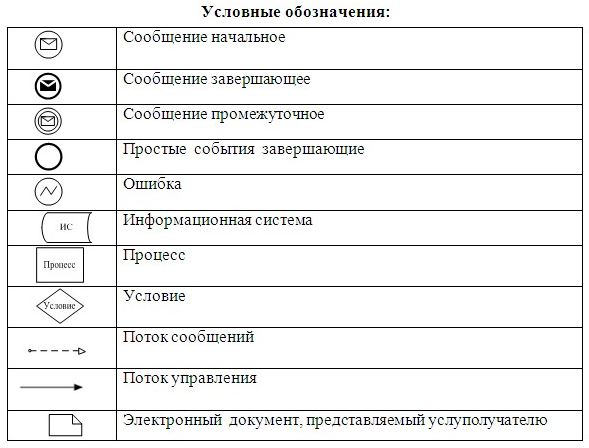 Условные обозначения:
Сообщение начальное
Сообщение завершающее
Сообщение промежуточное
Простые события завершающие
Ошибка
ИС Информационная система
Процесс Процесс
Условие Условие
Поток сообщений
Поток управления
Электронный документ, представляемый услуполучателю